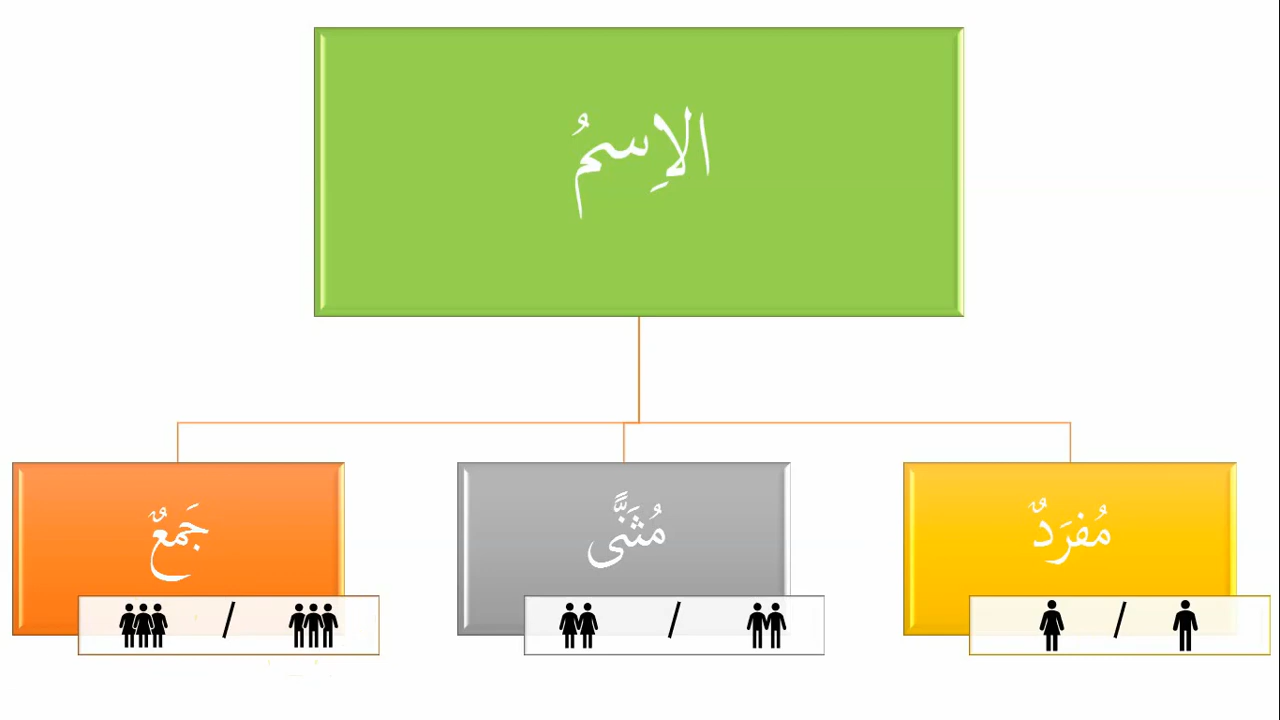 الاِسمُ
مُفرَدٌ
/
مُثَنًّى
/
جَمعٌ
/